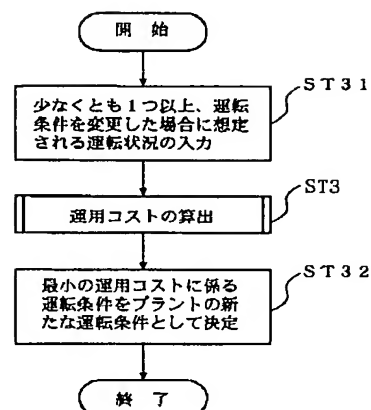 開 始
ST31
少なくとも1つ以上、運転
条件を変更した場合に想定
される運転状況の入力
ST3
運用コストの算出
ST32
最小の運用コストに係る
運転条件をプラントの新
たな運転条件として決定
終 了